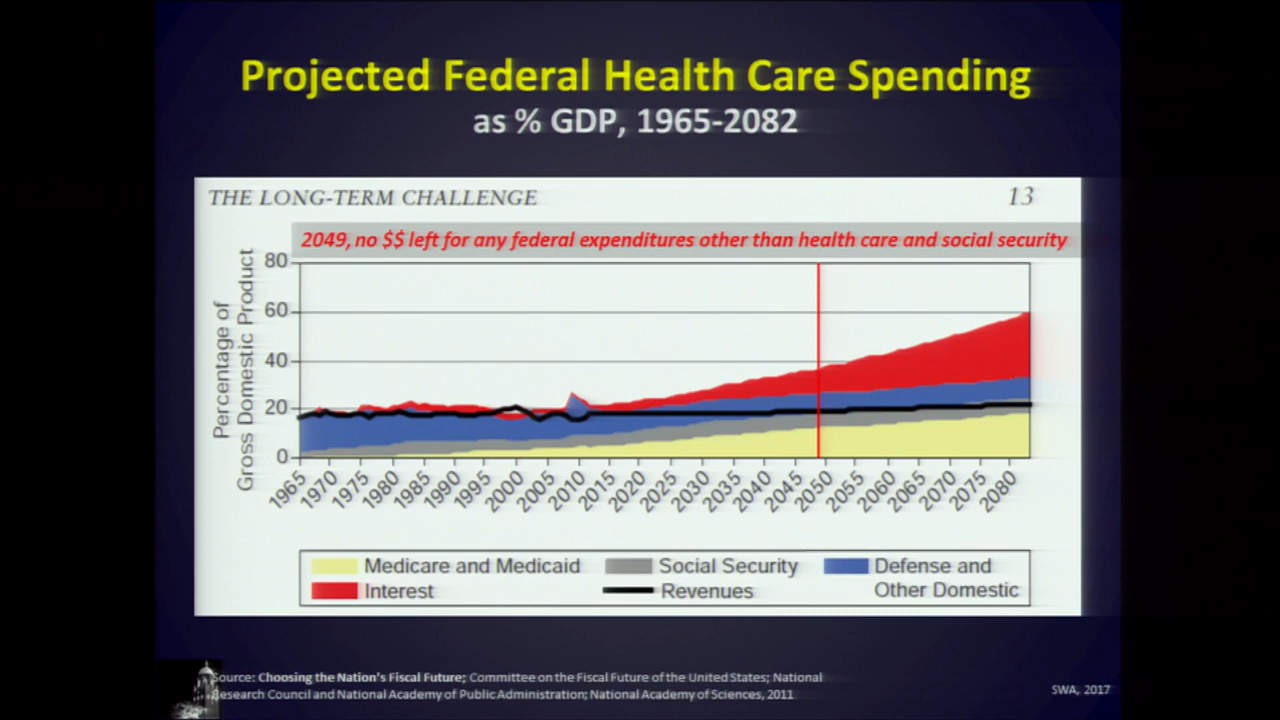 Projected Federal Health Care Spending
as % GDP, 1965-2082
THE LONG-TERM CHALLENGE 13
2049, no $$ left for any federal expenditures other than health care and social security
Percentage of
Gross Domestic Product
80
60
40
20
0
1965 1970 1975 1980 1985 1990 1995 2000 2005 2010 2015 2020 2025 2030 2035 2040 2045 2050 2055 2060 2065 2070 2075 2080
Medicare and Medicaid Social Security Defense and
Interest Revenues Other Domestic
Source: Choosing the Nation's Fiscal Future; Committee on the Fiscal Future of the United States; National
Research Council and National Academy of Public Administration; National Academy of Sciences, 2011
SWA, 2017